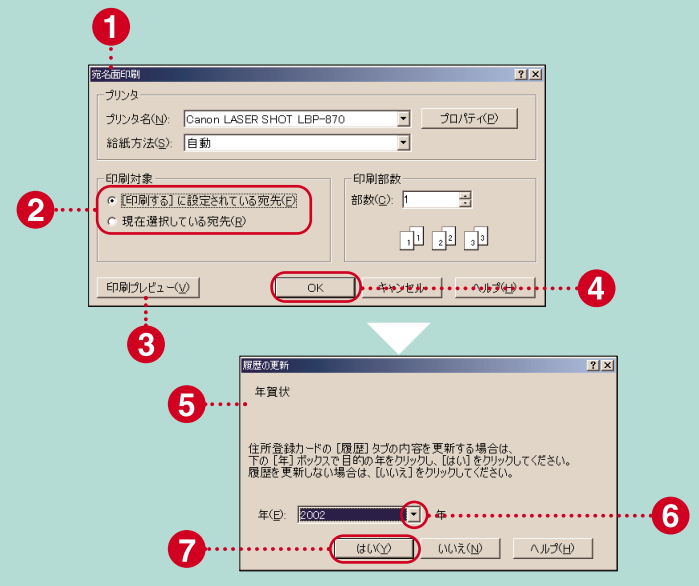 1
宛名面印刷
プリンタ
プリンタ名(N): Canon LASER SHOT LBP-870 プロパティ(P)
給紙方法(S): 自動
印刷対象
[印刷する] に設定されている宛先(F)
現在選択している宛先(R)
2
印刷部数
部数(C): 1
1 1 2 2 3 3
印刷プレビュー(V) OK キャンセル ヘルプ(H)
4
3
履歴の更新
5
年賀状
住所登録カードの [履歴] タブの内容を更新する場合は、
下の [年] ボックスで目的の年をクリックし、[はい] をクリックしてください。
履歴を更新しない場合は、[いいえ] をクリックしてください。
年(E): 2002 年
6
7
はい(Y) いいえ(N) ヘルプ(H)